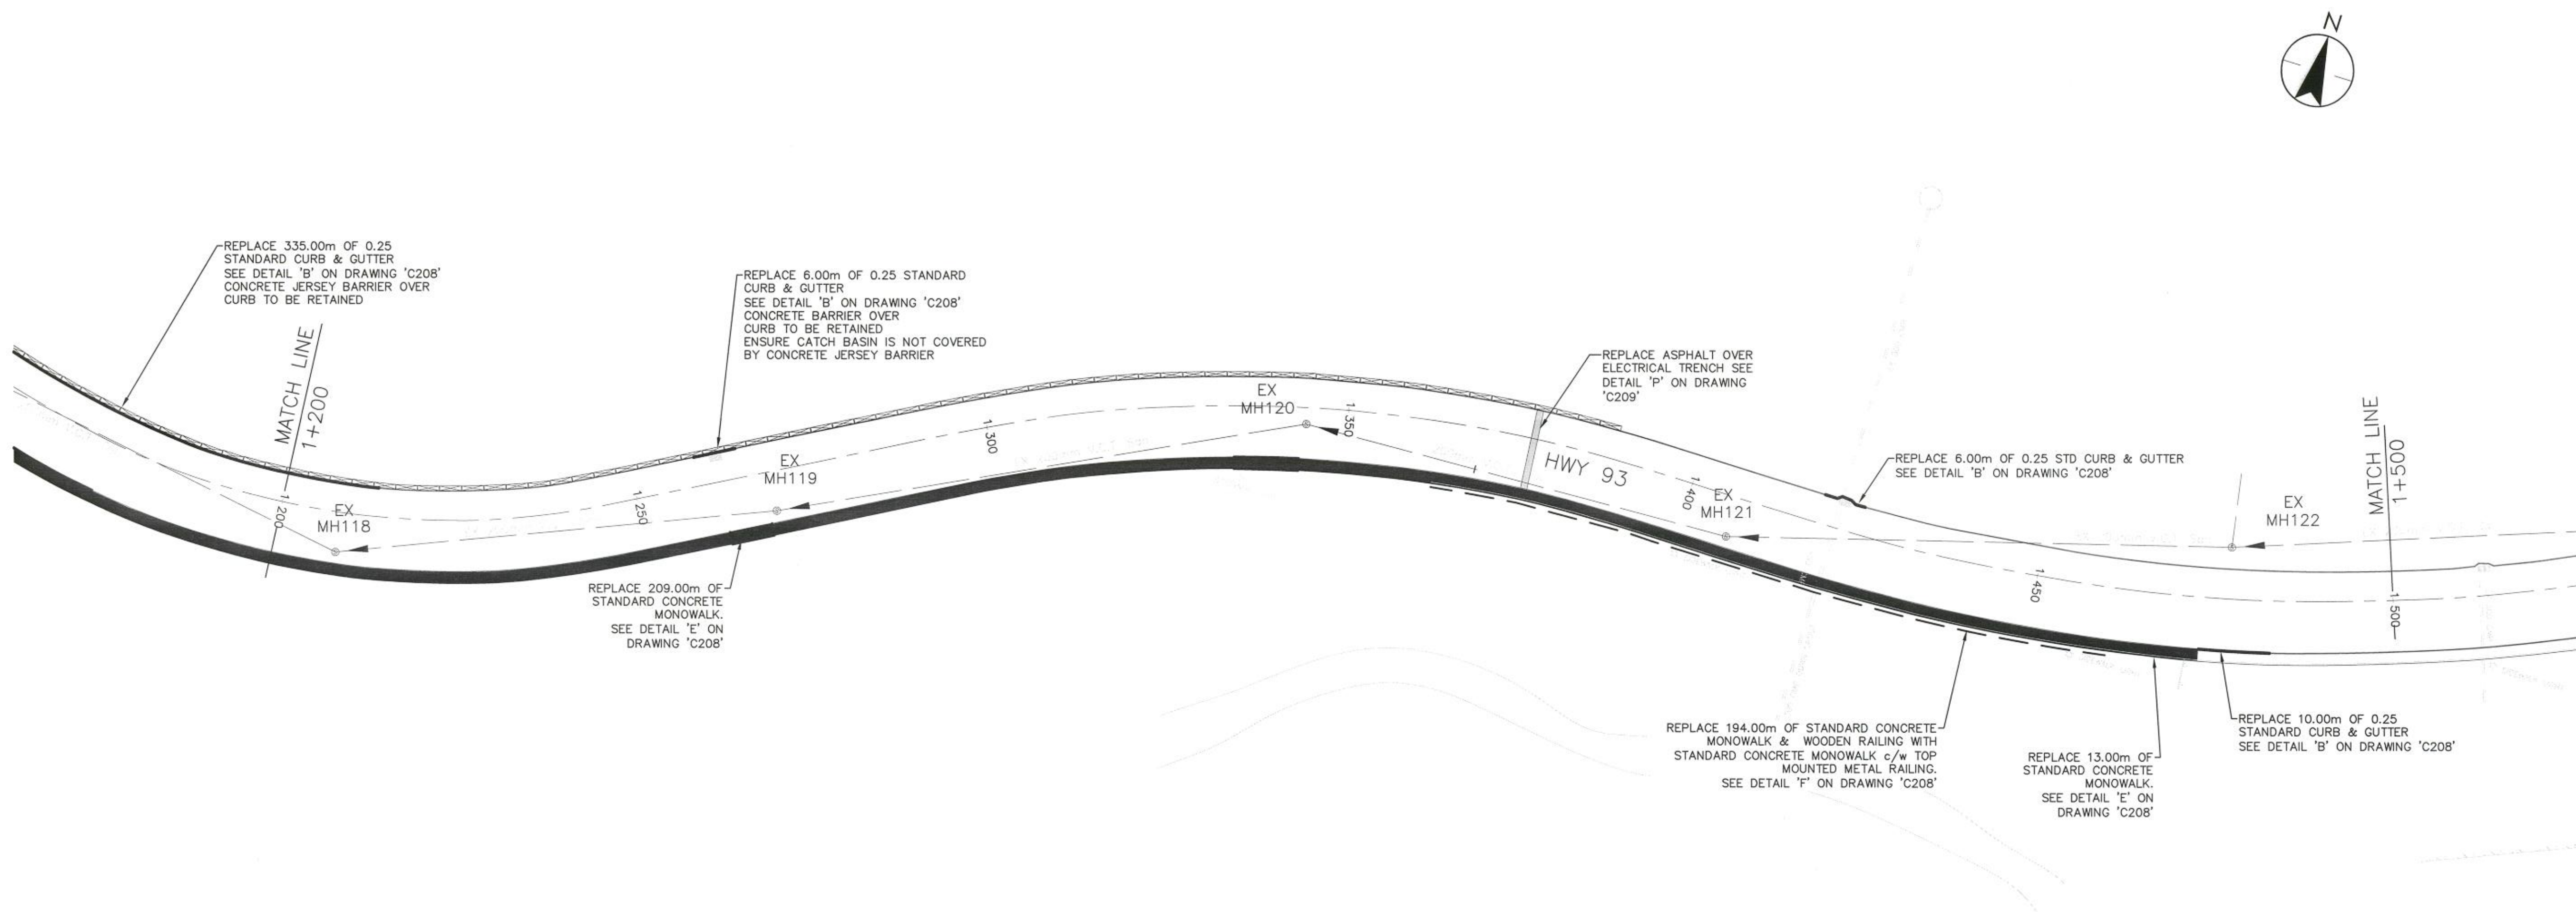 N
REPLACE 335.00m OF 0.25
STANDARD CURB & GUTTER
SEE DETAIL 'B' ON DRAWING 'C208'
CONCRETE JERSEY BARRIER OVER
CURB TO BE RETAINED
MATCH LINE
1+200
REPLACE 6.00m OF 0.25 STANDARD
CURB & GUTTER
SEE DETAIL 'B' ON DRAWING 'C208'
CONCRETE BARRIER OVER
CURB TO BE RETAINED
ENSURE CATCH BASIN IS NOT COVERED
BY CONCRETE JERSEY BARRIER
REPLACE ASPHALT OVER
ELECTRICAL TRENCH SEE
DETAIL 'P' ON DRAWING
'C209'
REPLACE 6.00m OF 0.25 STD CURB & GUTTER
SEE DETAIL 'B' ON DRAWING 'C208'
MATCH LINE
1+500
EX
MH118
EX
MH119
EX
MH120
EX
MH121
EX
MH122
1 200
1 250
1 300
1 350
1 400
1 450
1 500
HWY 93
REPLACE 209.00m OF
STANDARD CONCRETE
MONOWALK.
SEE DETAIL 'E' ON
DRAWING 'C208'
REPLACE 194.00m OF STANDARD CONCRETE
MONOWALK & WOODEN RAILING WITH
STANDARD CONCRETE MONOWALK c/w TOP
MOUNTED METAL RAILING.
SEE DETAIL 'F' ON DRAWING 'C208'
REPLACE 13.00m OF
STANDARD CONCRETE
MONOWALK.
SEE DETAIL 'E' ON
DRAWING 'C208'
REPLACE 10.00m OF 0.25
STANDARD CURB & GUTTER
SEE DETAIL 'B' ON DRAWING 'C208'